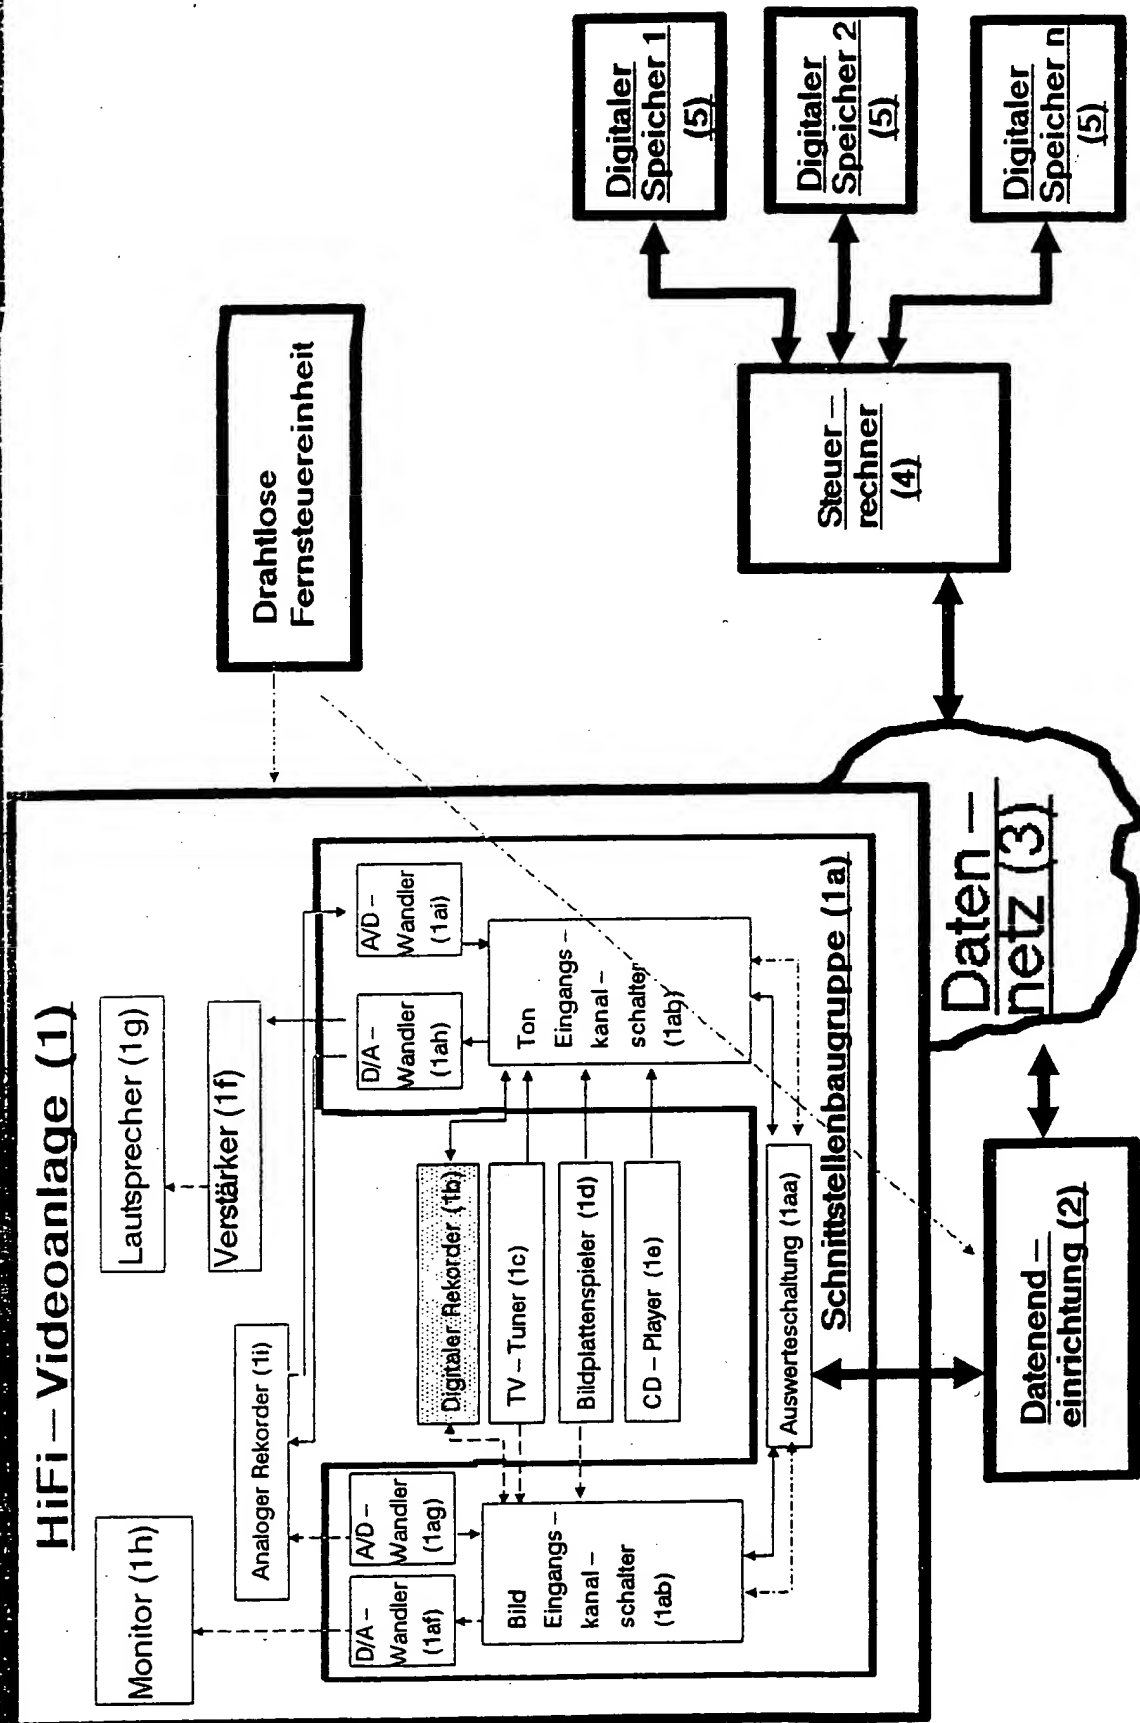 HiFi – Videoanlage (1)
Monitor (1h)
Lautsprecher (1g)
Verstärker (1f)
Analoger Rekorder (1i)
D/A –
Wandler
(1af)
A/D –
Wandler
(1ag)
D/A –
Wandler
(1ah)
A/D –
Wandler
(1ai)
Bild
Eingangs –
kanal –
schalter
(1ab)
Digitaler Rekorder (1b)
TV – Tuner (1c)
Bildplattenspieler (1d)
CD – Player (1e)
Ton
Eingangs –
kanal –
schalter
(1ab)
Auswerteschaltung (1aa)
Schnittstellenbaugruppe (1a)
Drahtlose
Fernsteuereinheit
Datenend –
einrichtung (2)
Daten –
netz (3)
Steuer –
rechner
(4)
Digitaler
Speicher 1
(5)
Digitaler
Speicher 2
(5)
Digitaler
Speicher n
(5)